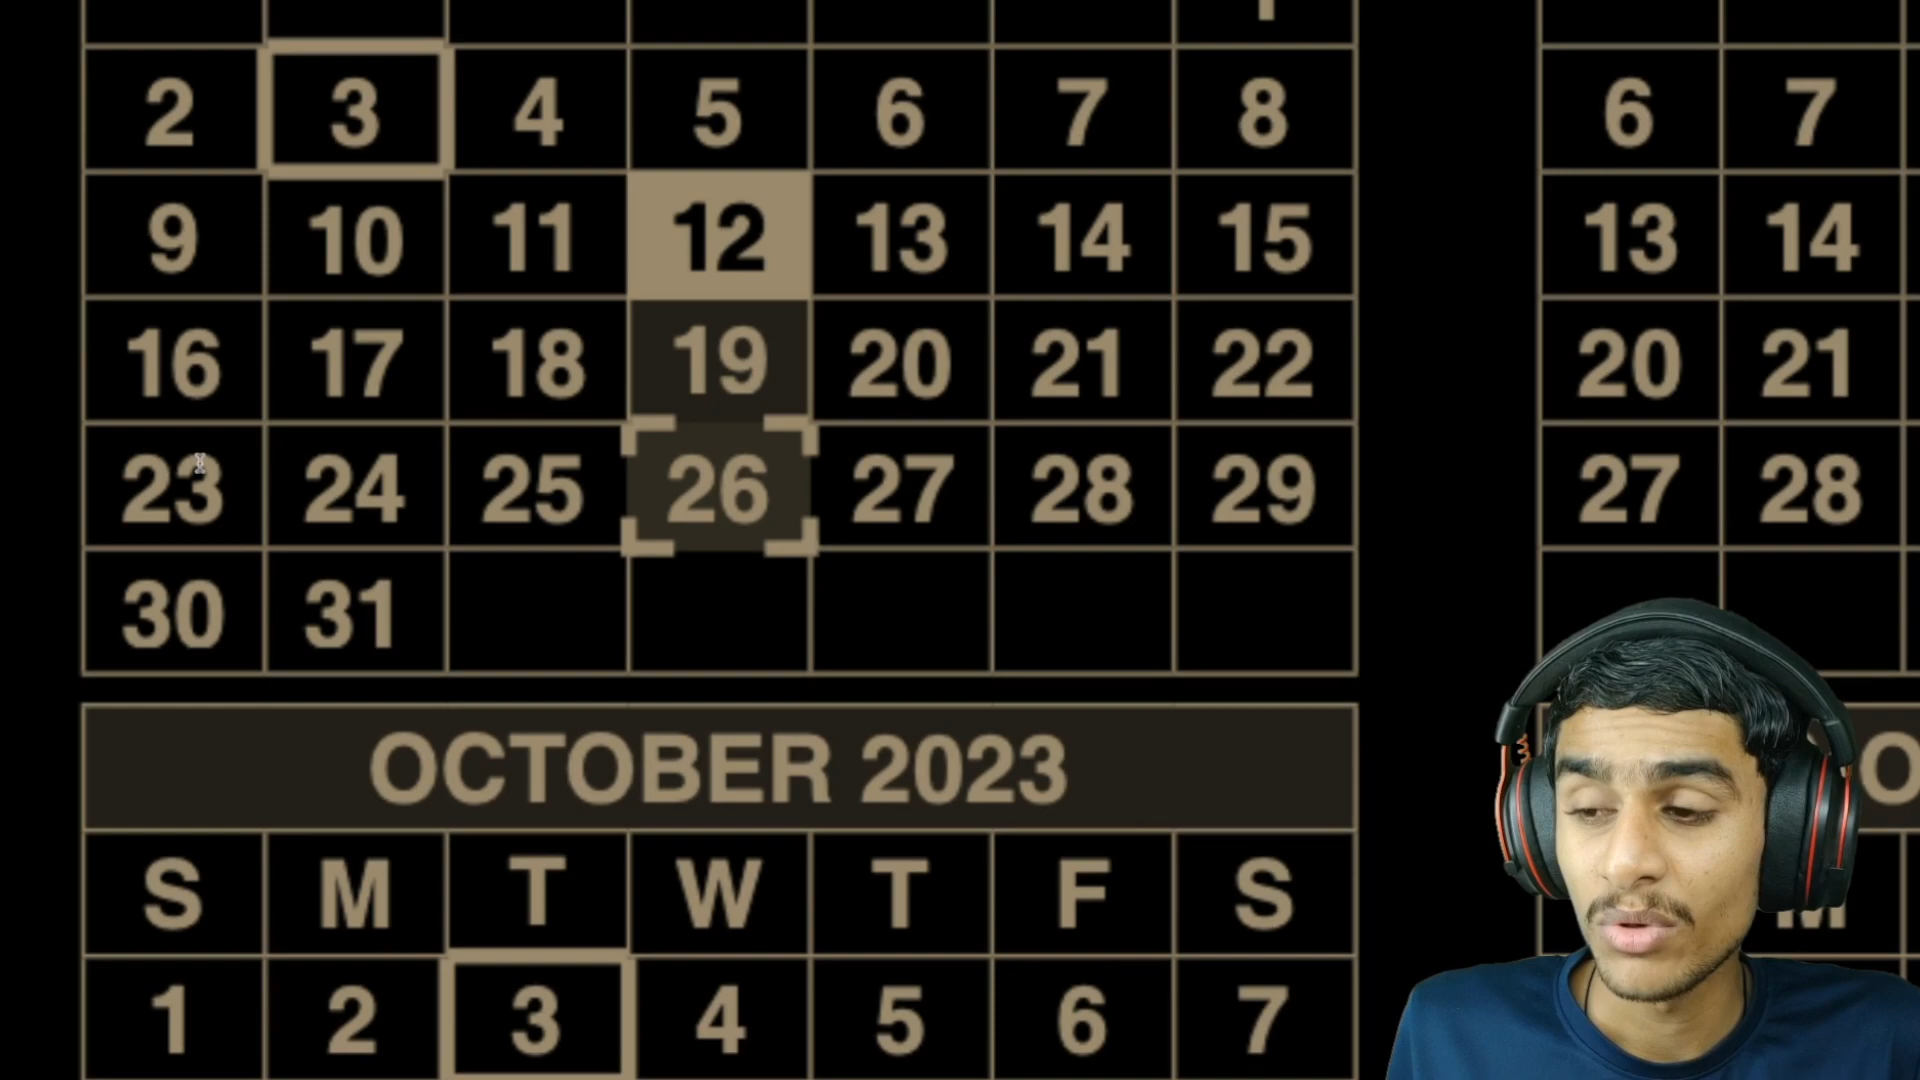 2 3 4 5 6 7 8
9 10 11 12 13 14 15
16 17 18 19 20 21 22
23 24 25 26 27 28 29
30 31
6 7
13 14
20 21
27 28
OCTOBER 2023
S M T W T F S
1 2 3 4 5 6 7